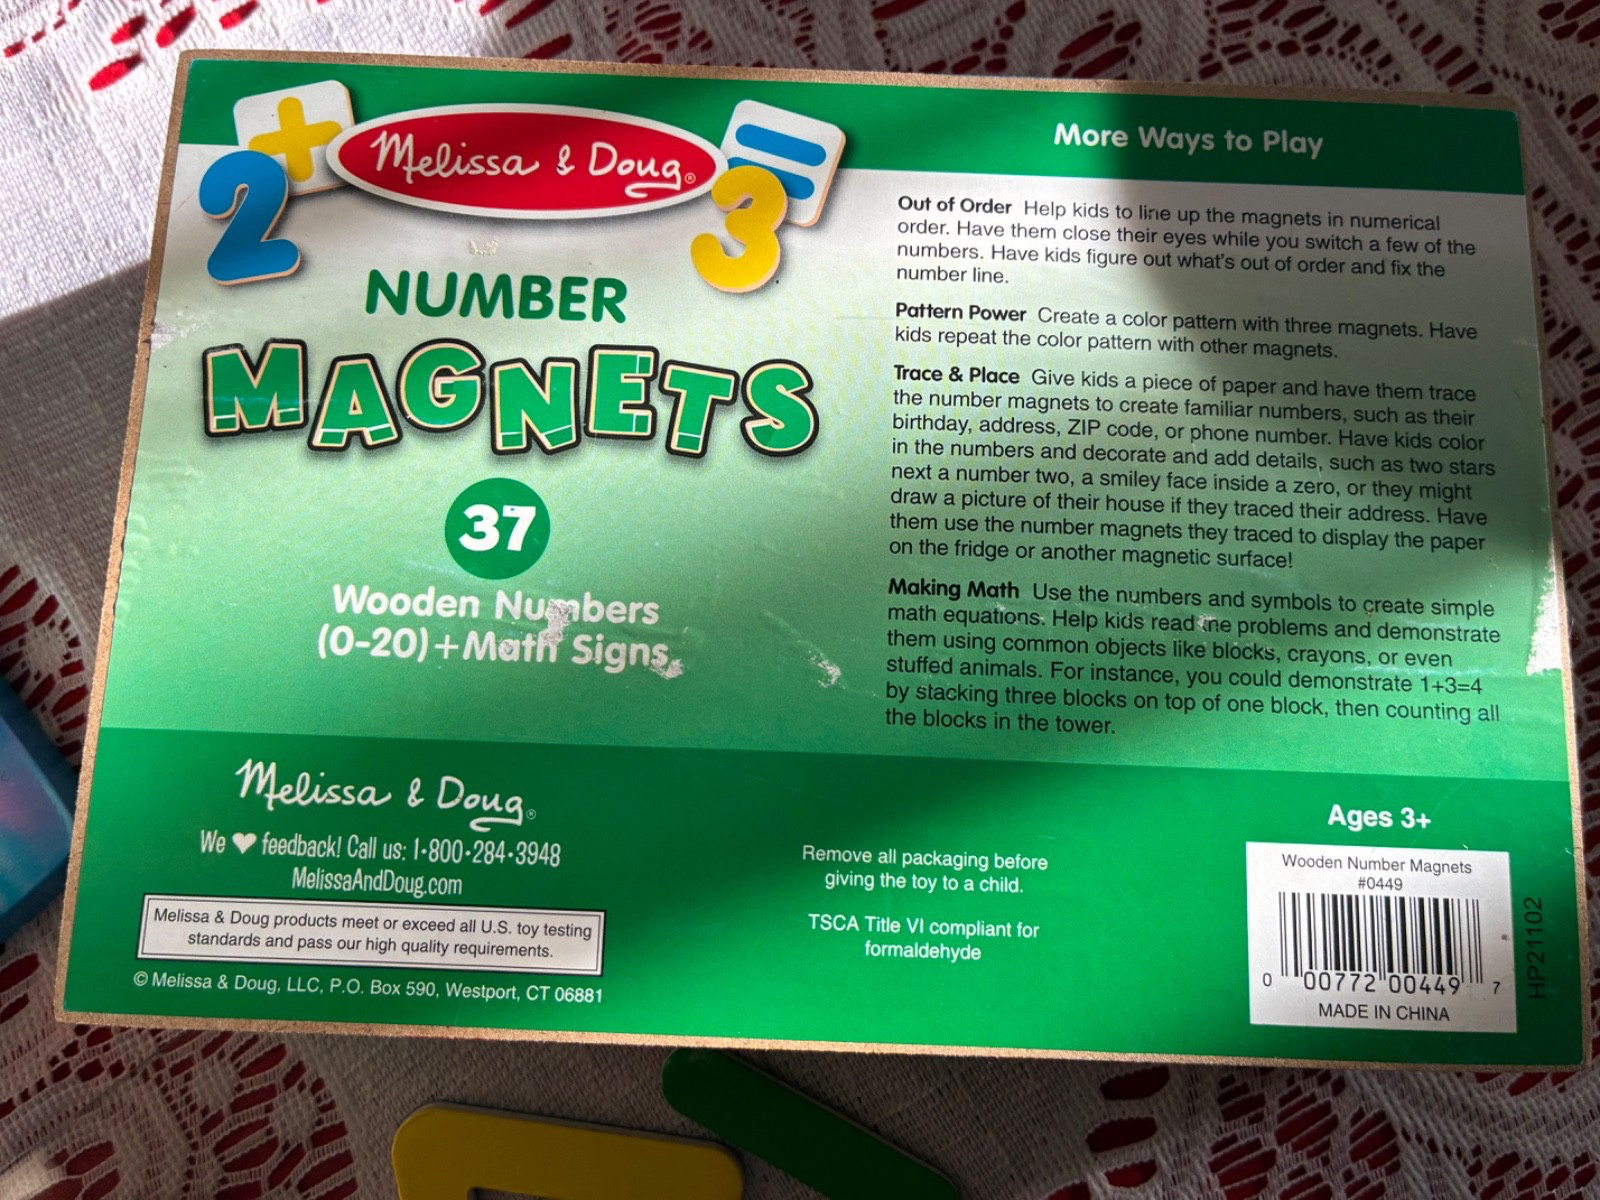 Melissa & Doug®
NUMBER
MAGNETS
37
Wooden Numbers
(0-20) + Math Signs
More Ways to Play
Out of Order Help kids to line up the magnets in numerical
order. Have them close their eyes while you switch a few of the
numbers. Have kids figure out what's out of order and fix the
number line.
Pattern Power Create a color pattern with three magnets. Have
kids repeat the color pattern with other magnets.
Trace & Place Give kids a piece of paper and have them trace
the number magnets to create familiar numbers, such as their
birthday, address, ZIP code, or phone number. Have kids color
in the numbers and decorate and add details, such as two stars
next a number two, a smiley face inside a zero, or they might
draw a picture of their house if they traced their address. Have
them use the number magnets they traced to display the paper
on the fridge or another magnetic surface!
Making Math Use the numbers and symbols to create simple
math equations. Help kids read the problems and demonstrate
them using common objects like blocks, crayons, or even
stuffed animals. For instance, you could demonstrate 1+3=4
by stacking three blocks on top of one block, then counting all
the blocks in the tower.
Melissa & Doug®
We ♥ feedback! Call us: 1•800•284•3948
MelissaAndDoug.com
Melissa & Doug products meet or exceed all U.S. toy testing
standards and pass our high quality requirements.
© Melissa & Doug, LLC, P.O. Box 590, Westport, CT 06881
Remove all packaging before
giving the toy to a child.
TSCA Title VI compliant for
formaldehyde
Ages 3+
Wooden Number Magnets
#0449
0 00772 00449 7
MADE IN CHINA
HP21102
2 + 3 =